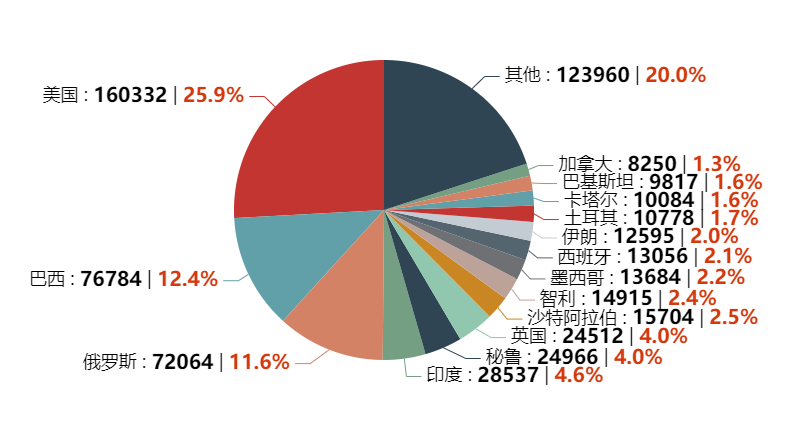 其他 : 123960 | 20.0%
美国 : 160332 | 25.9%
加拿大 : 8250 | 1.3%
巴基斯坦 : 9817 | 1.6%
卡塔尔 : 10084 | 1.6%
土耳其 : 10778 | 1.7%
伊朗 : 12595 | 2.0%
西班牙 : 13056 | 2.1%
墨西哥 : 13684 | 2.2%
巴西 : 76784 | 12.4%
智利 : 14915 | 2.4%
沙特阿拉伯 : 15704 | 2.5%
英国 : 24512 | 4.0%
秘鲁 : 24966 | 4.0%
俄罗斯 : 72064 | 11.6%
印度 : 28537 | 4.6%